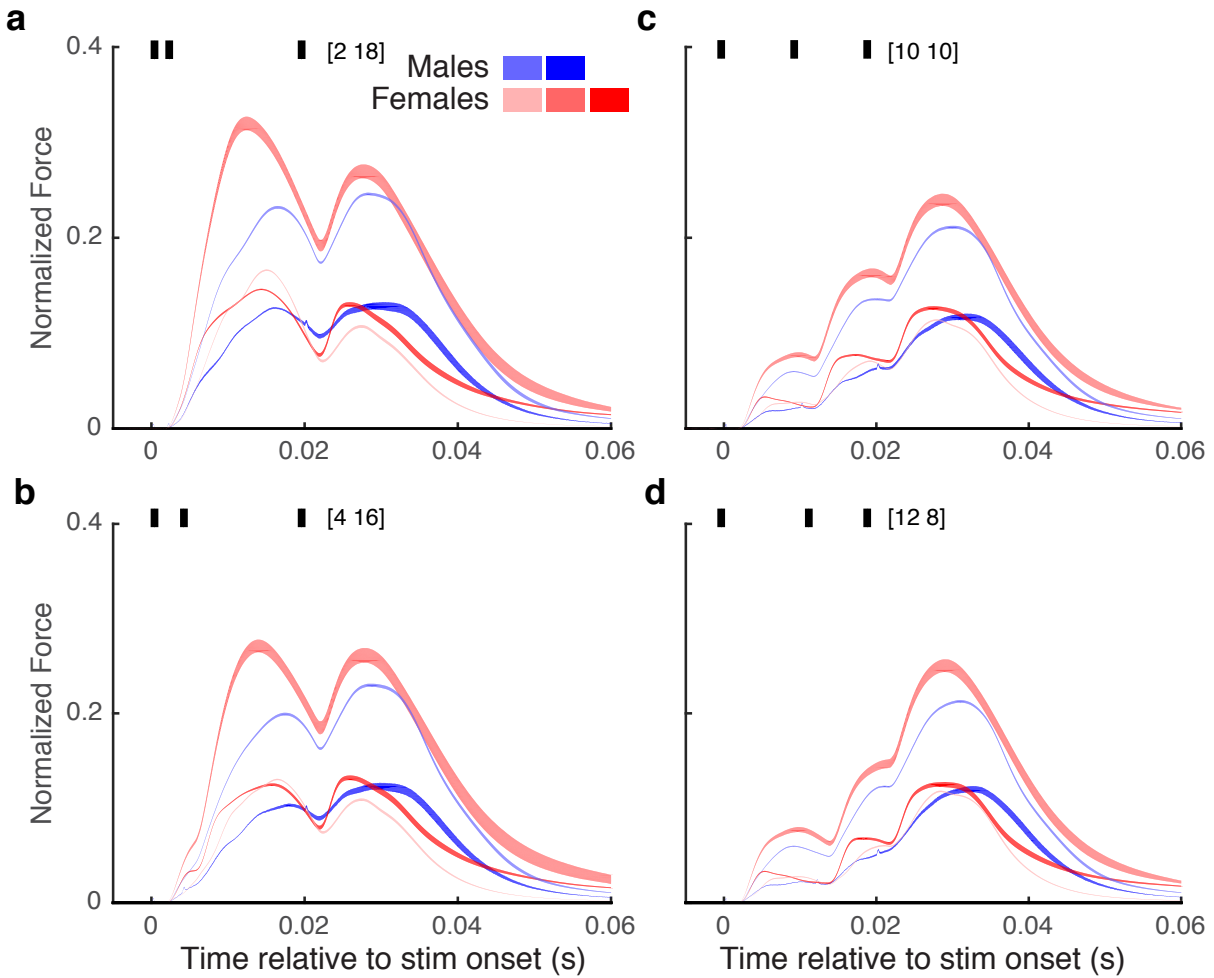 a
0.4
[2 18]
Males
Females
0.2
0
Normalized Force
0
0.02
0.04
0.06
c
[10 10]
0
0.02
0.04
0.06
b
0.4
[4 16]
0.2
0
Normalized Force
0
0.02
0.04
0.06
Time relative to stim onset (s)
d
[12 8]
0
0.02
0.04
0.06
Time relative to stim onset (s)